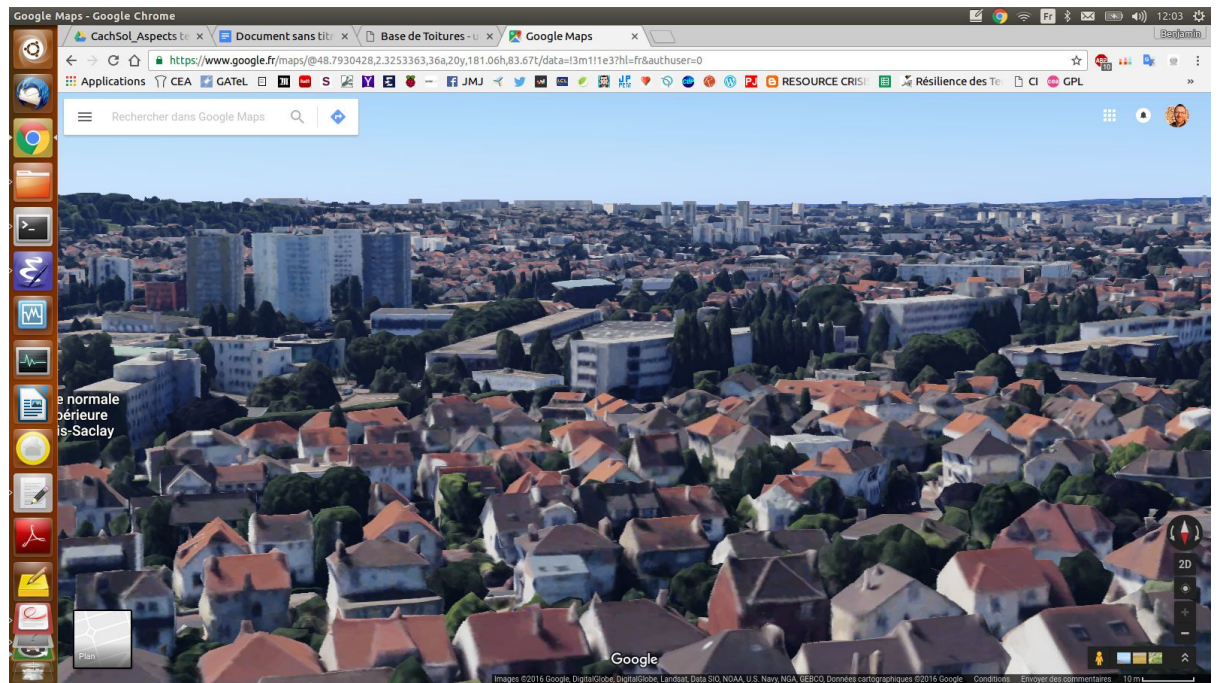 Google Maps - Google Chrome
Fr
12:03
CachSol_Aspects te
Document sans titr
Base de Toitures - u
Google Maps
Benjamin
https://www.google.fr/maps/@48.7930428,2.3253363,36a,20y,181.06h,83.67t/data=!3m1!1e3?hl=fr&authuser=0
Applications
CEA
GATeL
JMJ
RESOURCE CRISI
Résilience des Te
CI
GPL
Rechercher dans Google Maps
e normale
périeure
is-Saclay
2D
Plan
Google
Images ©2016 Google, DigitalGlobe, DigitalGlobe, Landsat, Data SIO, NOAA, U.S. Navy, NGA, GEBCO, Données cartographiques ©2016 Google
Conditions
Envoyer des commentaires
10 m